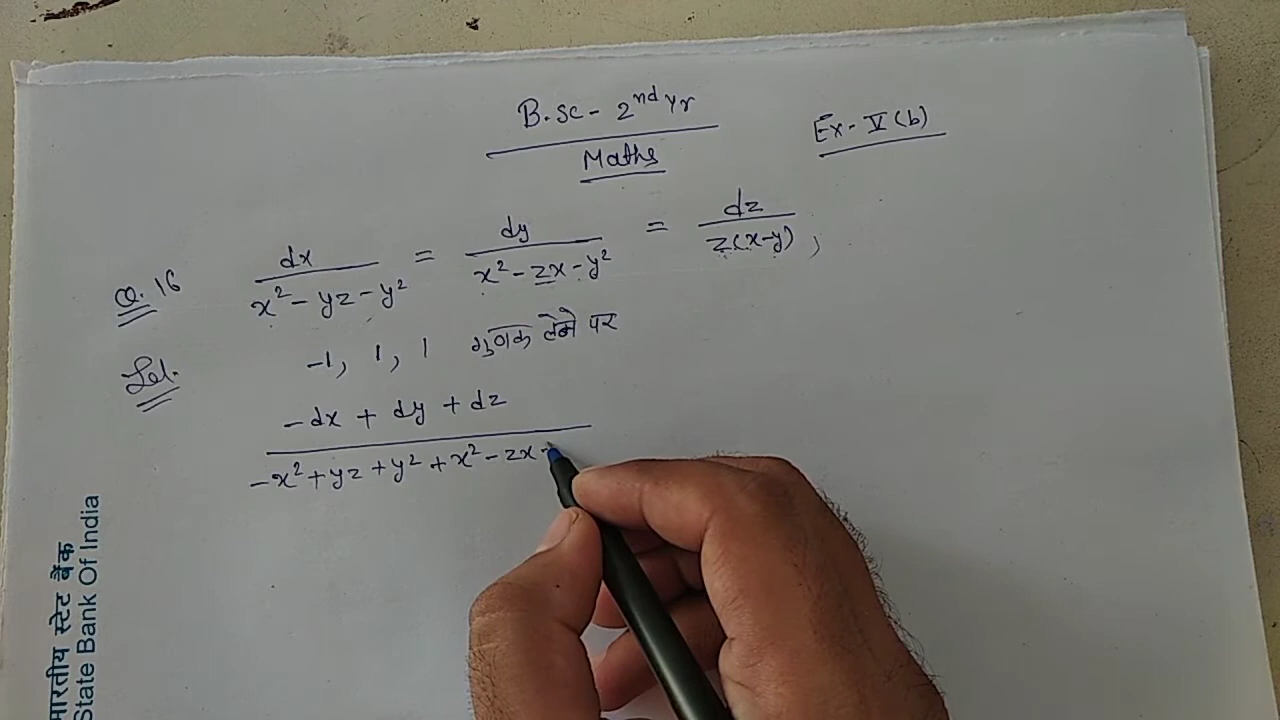 B.Sc - 2nd Yr
Maths
Ex - V (b)
Q. 16 dx/(x² - yz - y²) = dy/(x² - zx - y²) = dz/(z(x-y)) ,
Sol. -1, 1, 1 गुणक लेने पर
-dx + dy + dz
-x² + yz + y² + x² - zx -
भारतीय स्टेट बैंक
State Bank Of India